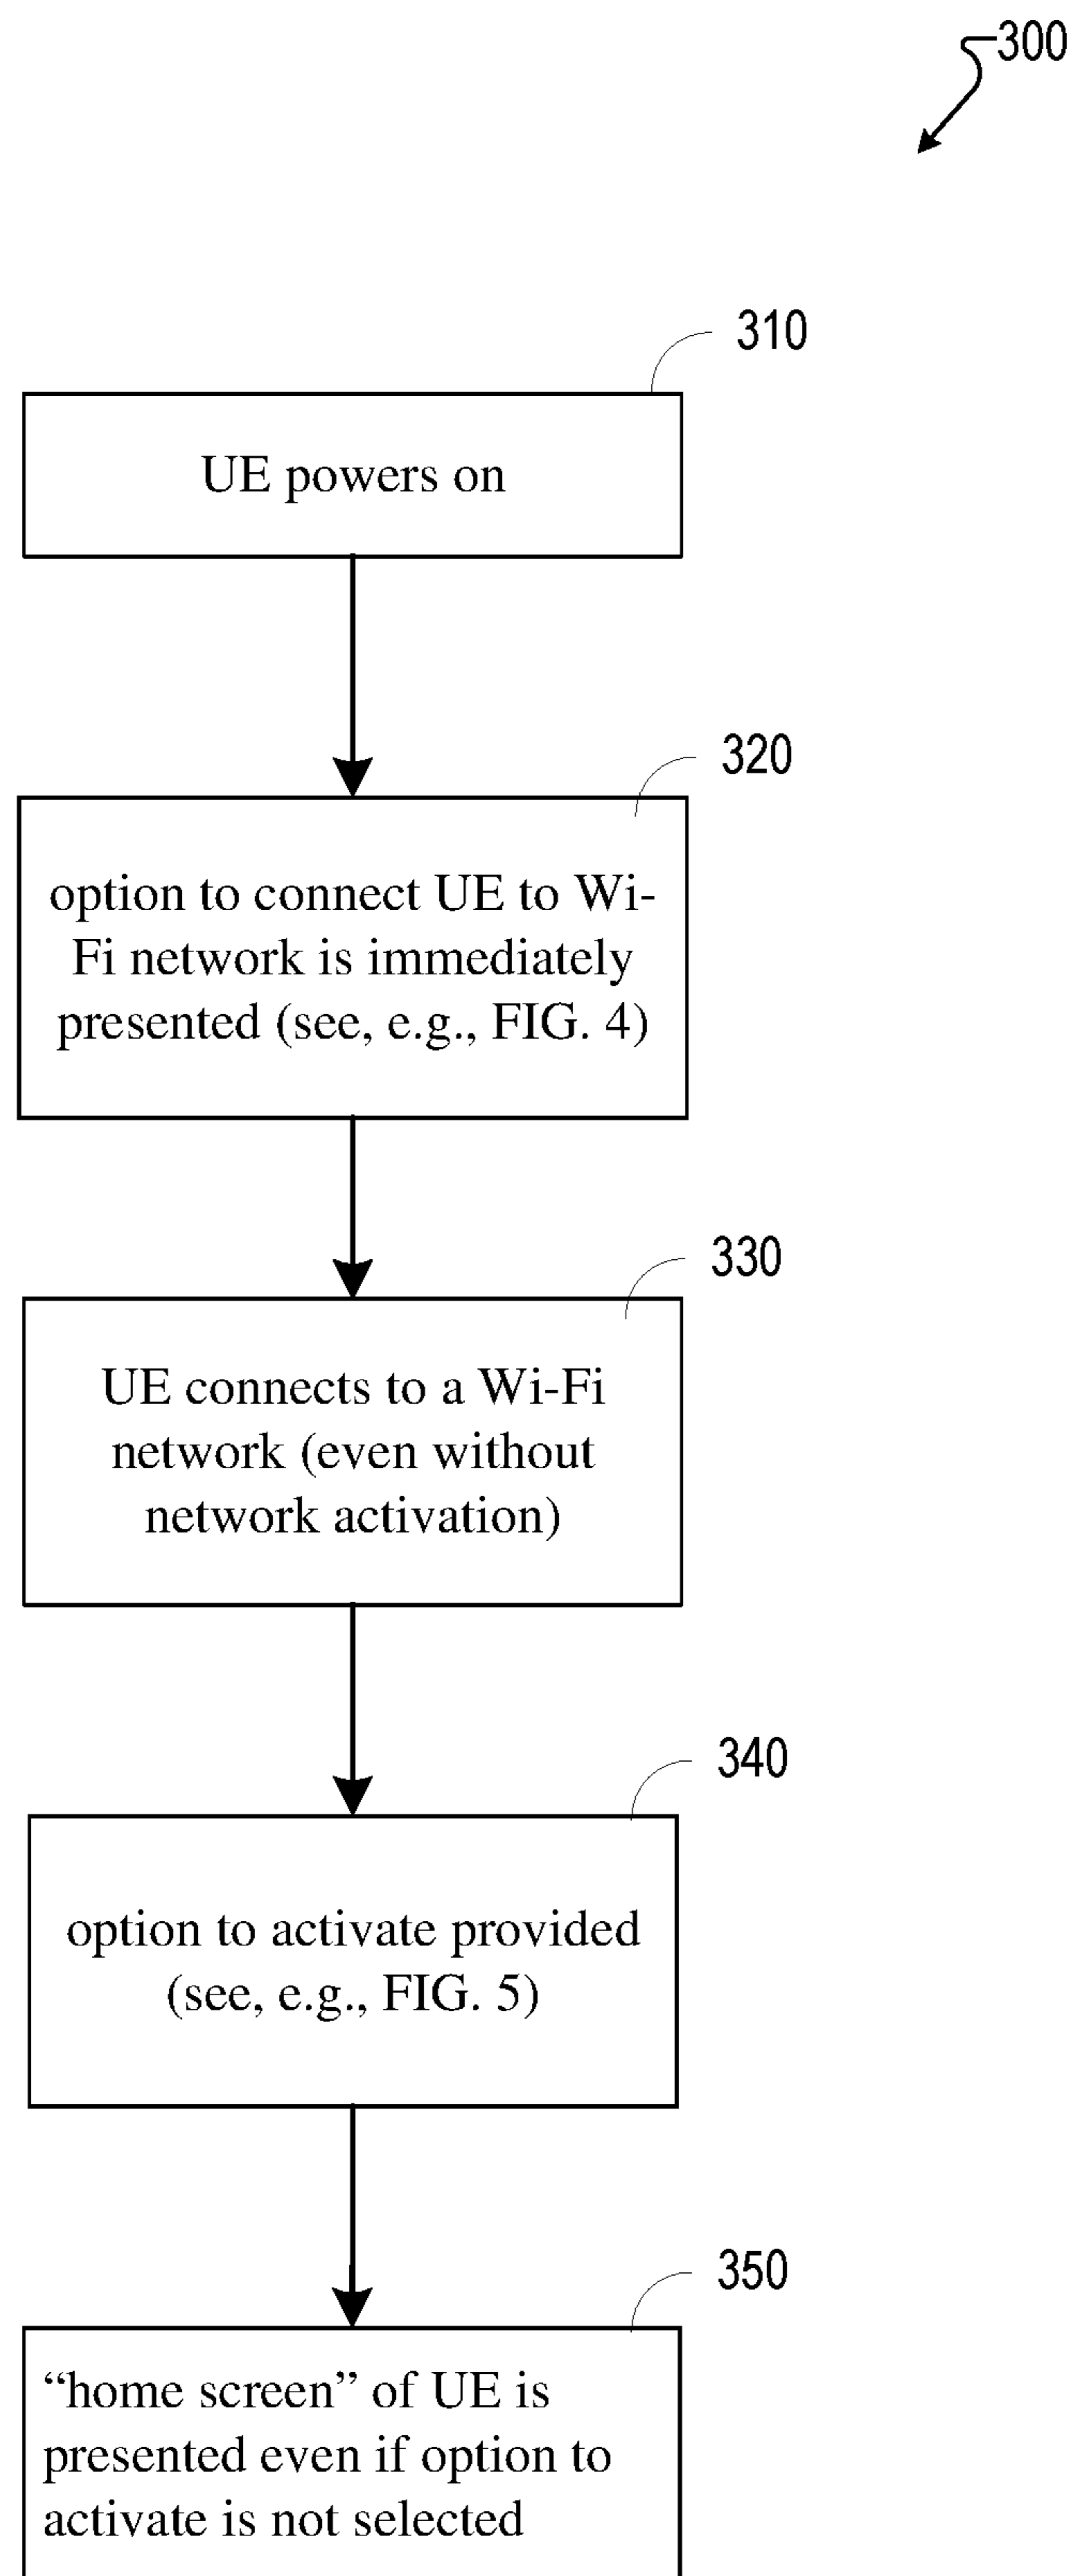 300
310
UE powers on
320
option to connect UE to Wi-
Fi network is immediately
presented (see, e.g., FIG. 4)
330
UE connects to a Wi-Fi
network (even without
network activation)
340
option to activate provided
(see, e.g., FIG. 5)
350
“home screen” of UE is
presented even if option to
activate is not selected